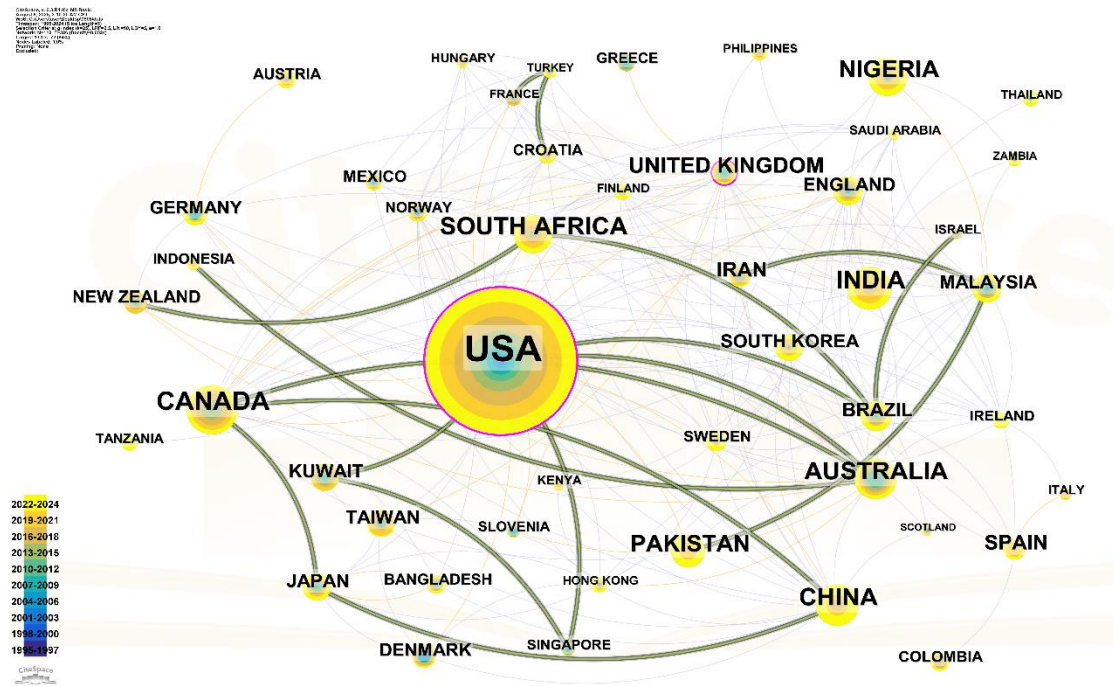 HUNGARY
PHILIPPINES
TURKEY
GREECE
NIGERIA
AUSTRIA
FRANCE
THAILAND
SAUDI ARABIA
CROATIA
UNITED KINGDOM
ZAMBIA
MEXICO
FINLAND
ENGLAND
GERMANY
NORWAY
SOUTH AFRICA
ISRAEL
INDONESIA
IRAN
INDIA
MALAYSIA
NEW ZEALAND
USA
SOUTH KOREA
CANADA
BRAZIL
IRELAND
TANZANIA
SWEDEN
KUWAIT
AUSTRALIA
KENYA
ITALY
TAIWAN
SLOVENIA
SCOTLAND
PAKISTAN
SPAIN
JAPAN
BANGLADESH
HONG KONG
CHINA
DENMARK
SINGAPORE
COLOMBIA
2022-2024
2019-2021
2016-2018
2013-2015
2010-2012
2007-2009
2004-2006
2001-2003
1998-2000
1995-1997
CiteSpace